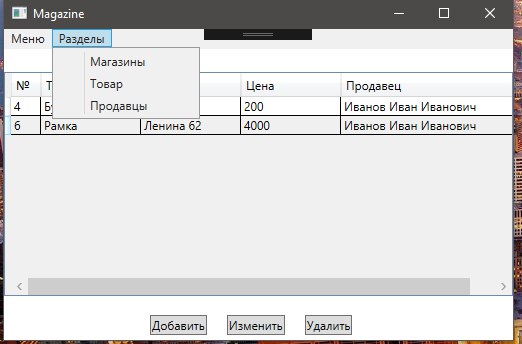 Magazine
Меню Разделы
Магазины
Товар
Продавцы
№ Цена Продавец
4 200 Иванов Иван Иванович
6 Рамка Ленина 62 4000 Иванов Иван Иванович
Добавить Изменить Удалить